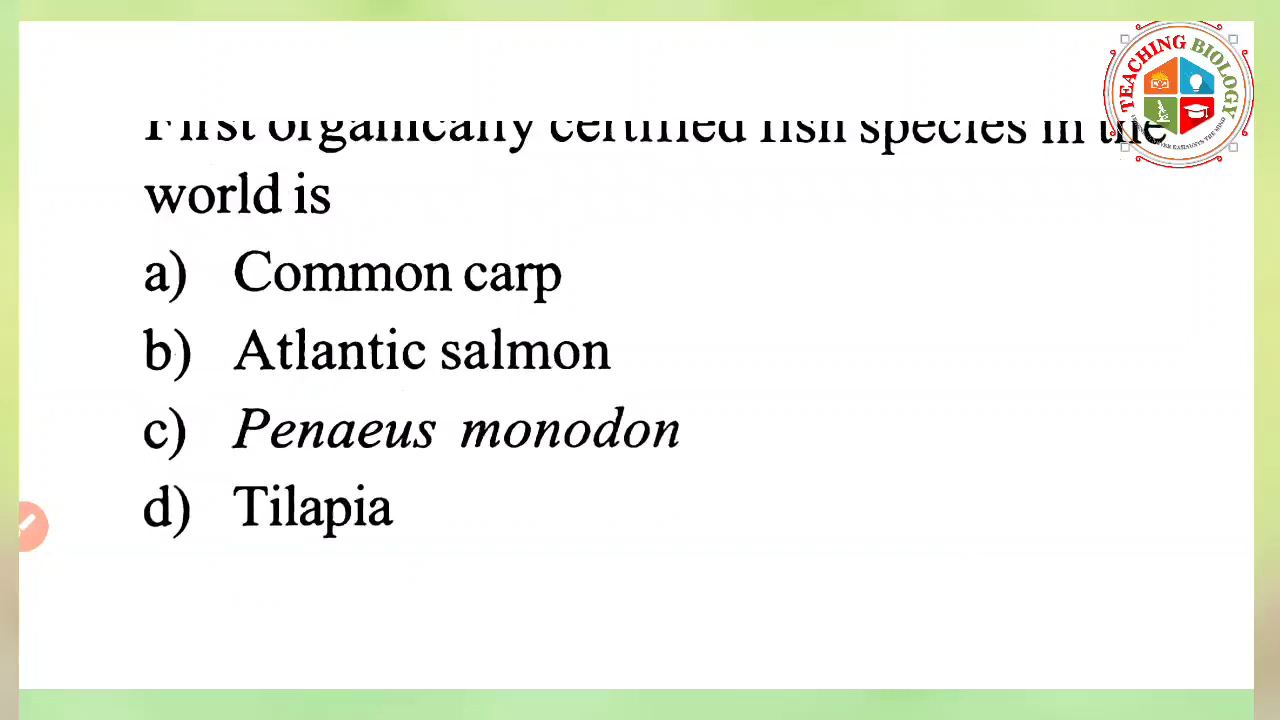 First organically certified fish species in the
world is
a) Common carp
b) Atlantic salmon
c) Penaeus monodon
d) Tilapia
TEACHING BIOLOGY